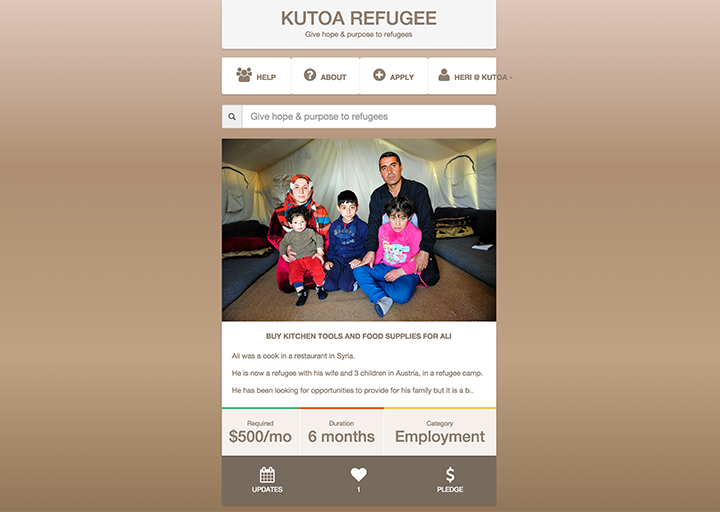 KUTOA REFUGEE
Give hope & purpose to refugees
HELP
ABOUT
APPLY
HERI @ KUTOA
Give hope & purpose to refugees
BUY KITCHEN TOOLS AND FOOD SUPPLIES FOR ALI
Ali was a cook in a restaurant in Syria.
He is now a refugee with his wife and 3 children in Austria, in a refugee camp.
He has been looking for opportunities to provide for his family but it is a b..
Required
$500/mo
Duration
6 months
Category
Employment
UPDATES
1
PLEDGE